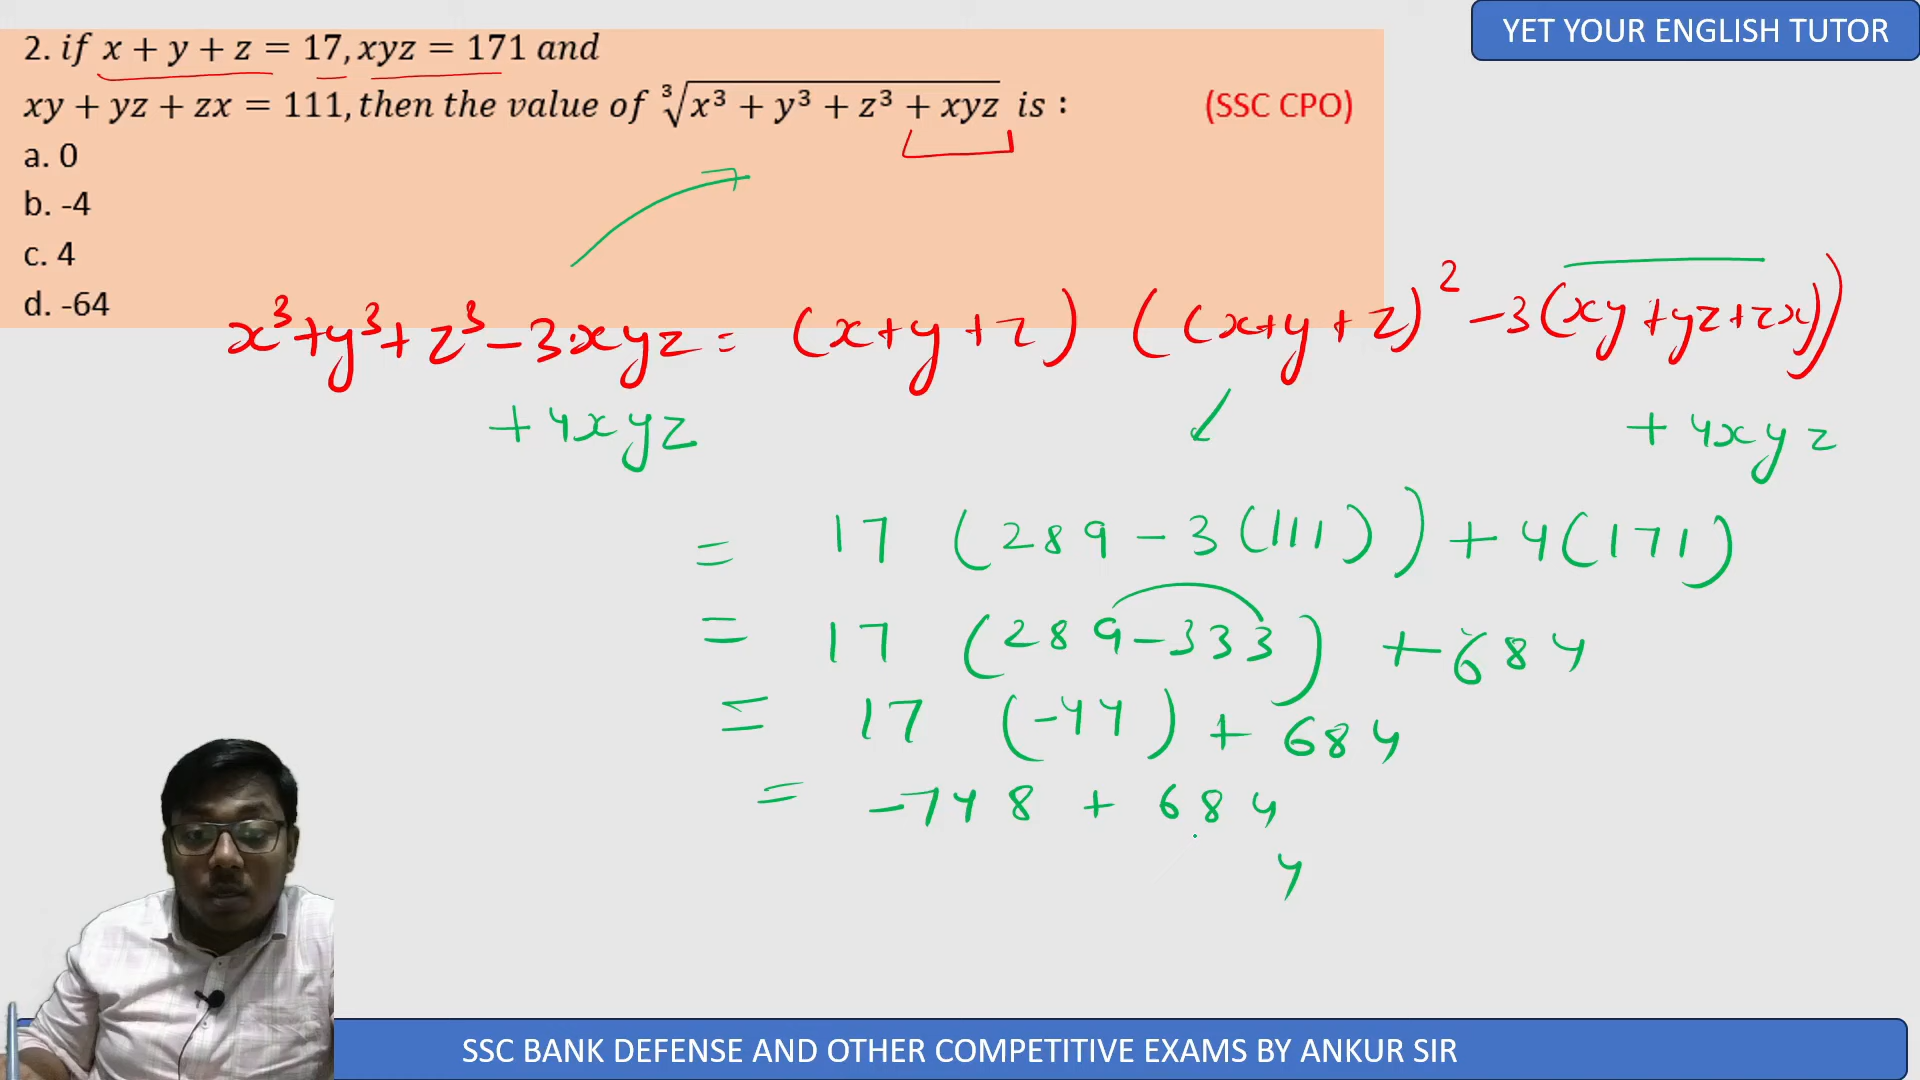 YET YOUR ENGLISH TUTOR
2. if x + y + z = 17, xyz = 171 and
xy + yz + zx = 111, then the value of ∛(x³ + y³ + z³ + xyz) is :
(SSC CPO)
a. 0
b. -4
c. 4
d. -64
x³+y³+z³-3·xyz = (x+y+z) ((x+y+z)² -3(xy+yz+zx))
+4xyz +4xyz
= 17 (289-3(111)) + 4(171)
= 17 (289-333) +684
= 17 (-44) + 684
= -748 + 684
4
SSC BANK DEFENSE AND OTHER COMPETITIVE EXAMS BY ANKUR SIR